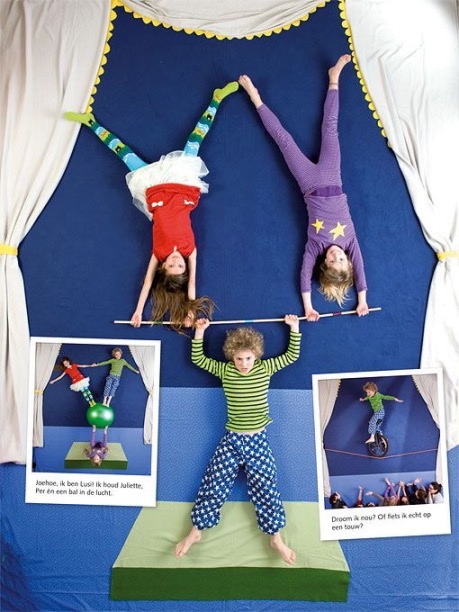 Joehoe, ik ben Lusi! Ik houd Juliette,
Per én een bal in de lucht.
Droom ik nou? Of fiets ik echt op
een touw?